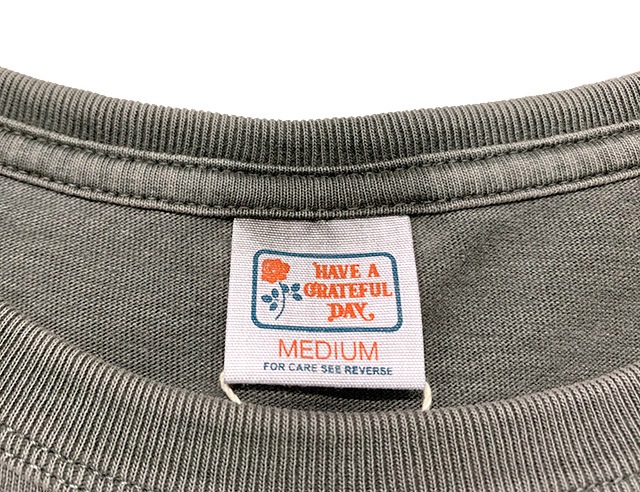 HAVE A
GRATEFUL
DAY.
MEDIUM
FOR CARE SEE REVERSE